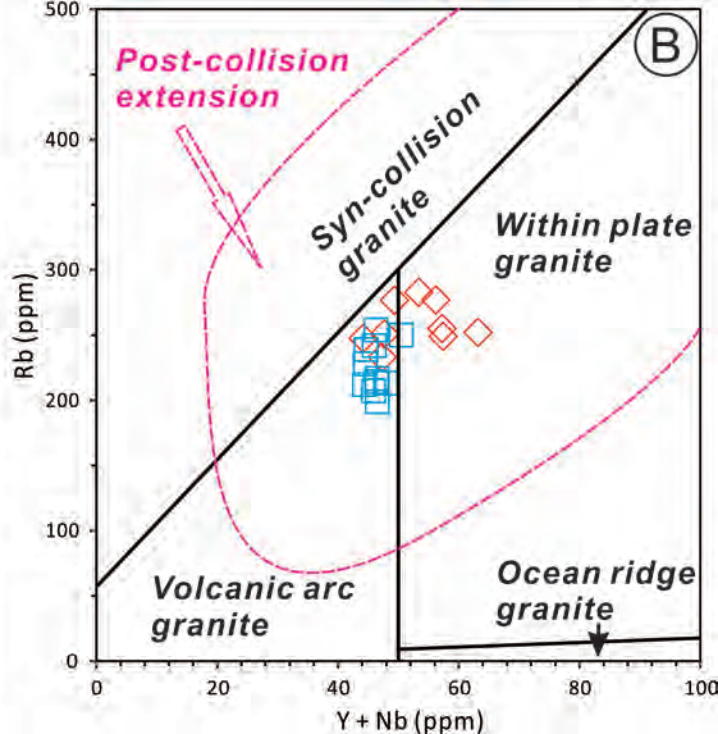 B
Post-collision
extension
Syn-collision
granite
Within plate
granite
Volcanic arc
granite
Ocean ridge
granite
500
400
300
200
100
0
Rb (ppm)
0
20
40
60
80
100
Y + Nb (ppm)